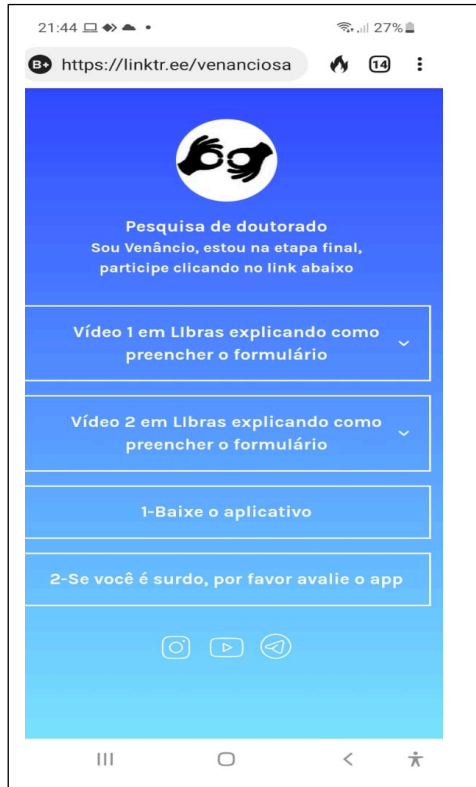 21:44
27%
B+ https://linktr.ee/venanciosa 14
Pesquisa de doutorado
Sou Venâncio, estou na etapa final,
participe clicando no link abaixo
Vídeo 1 em LIbras explicando como
preencher o formulário
Vídeo 2 em LIbras explicando como
preencher o formulário
1-Baixe o aplicativo
2-Se você é surdo, por favor avalie o app